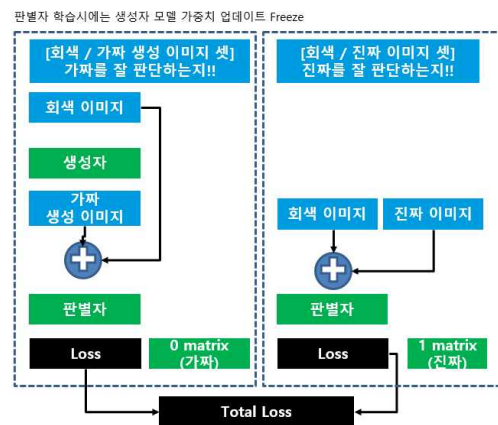 판별자 학습시에는 생성자 모델 가중치 업데이트 Freeze
[회색 / 가짜 생성 이미지 셋]
가짜를 잘 판단하는지!!
회색 이미지
생성자
가짜
생성 이미지
판별자
Loss
0 matrix
(가짜)
[회색 / 진짜 이미지 셋]
진짜를 잘 판단하는지!!
회색 이미지
진짜 이미지
판별자
Loss
1 matrix
(진짜)
Total Loss